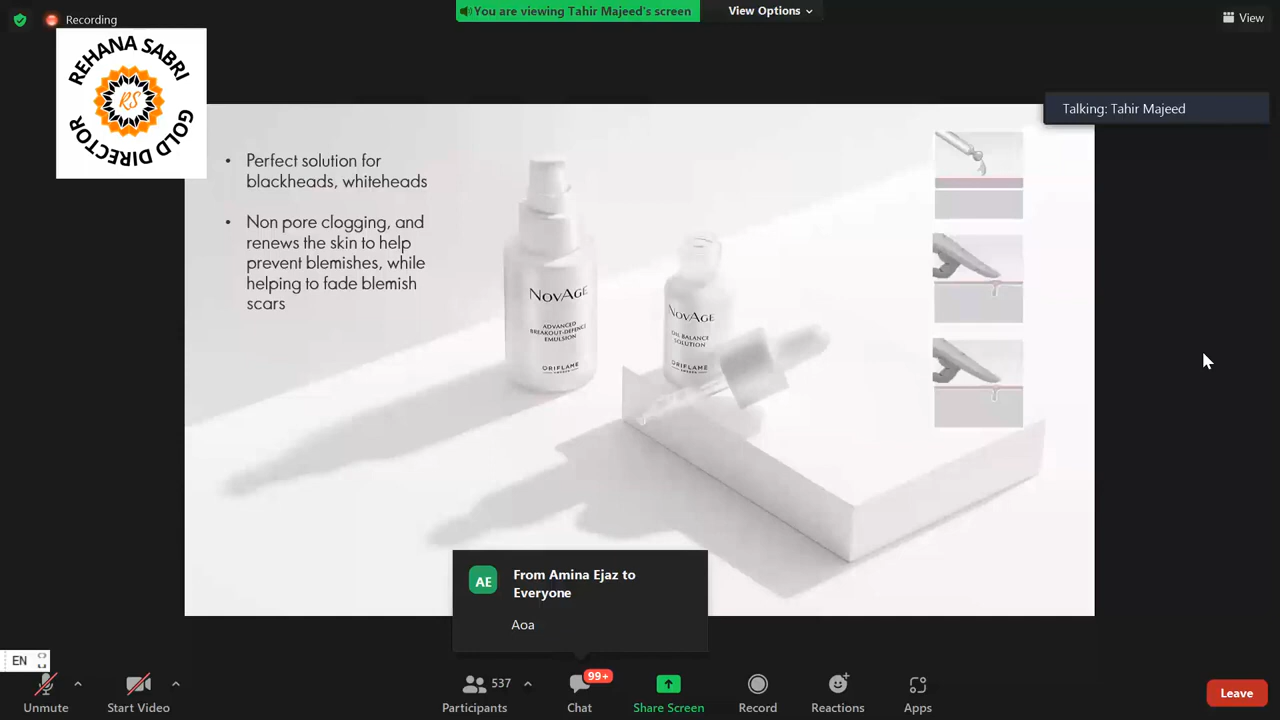 Recording
You are viewing Tahir Majeed's screen
View Options
View
REHANA SABRI
RS
GOLD DIRECTOR
Talking: Tahir Majeed
• Perfect solution for
blackheads, whiteheads
• Non pore clogging, and
renews the skin to help
prevent blemishes, while
helping to fade blemish
scars
NOVAGE
ADVANCED
BREAKOUT-DEFENCE
EMULSION
ORIFLAME
SWEDEN
NOVAGE
OIL BALANCE
SOLUTION
ORIFLAME
AE
From Amina Ejaz to
Everyone
Aoa
EN
Unmute
Start Video
537
Participants
99+
Chat
Share Screen
Record
Reactions
Apps
Leave